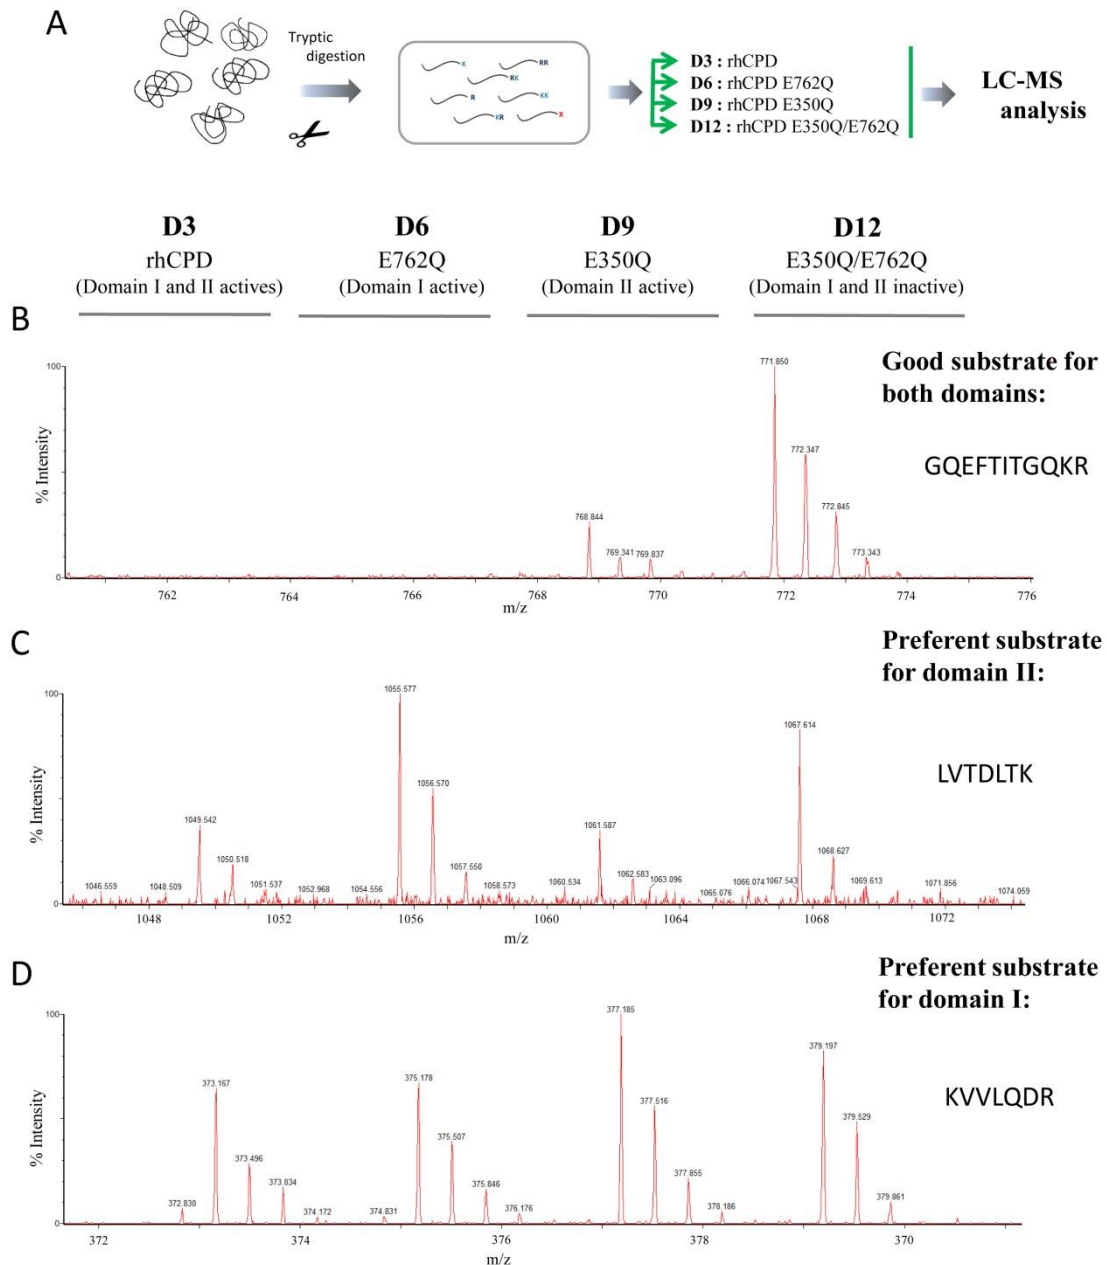 A
Tryptic
digestion
K
RR
RK
R
KK
KR
X
D3 : rhCPD
D6 : rhCPD E762Q
D9 : rhCPD E350Q
D12 : rhCPD E350Q/E762Q
LC-MS
analysis
D3
rhCPD
(Domain I and II actives)
D6
E762Q
(Domain I active)
D9
E350Q
(Domain II active)
D12
E350Q/E762Q
(Domain I and II inactive)
B
Good substrate for
both domains:
GQEFTITGQKR
% Intensity
100
0
768.844
769.341
769.837
771.850
772.347
772.845
773.343
762
764
766
768
770
772
774
776
m/z
C
Preferent substrate
for domain II:
LVTDLTK
% Intensity
100
0
1046.559
1048.509
1049.542
1050.518
1051.537
1052.968
1054.556
1055.577
1056.570
1057.550
1058.573
1060.534
1061.587
1062.583
1063.096
1065.076
1066.074
1067.543
1067.614
1068.627
1069.613
1071.856
1074.059
1048
1052
1056
1060
1064
1068
1072
m/z
D
Preferent substrate
for domain I:
KVVLQDR
% Intensity
100
0
372.830
373.167
373.496
373.834
374.172
374.831
375.178
375.507
375.846
376.176
377.185
377.516
377.855
378.186
379.197
379.529
379.861
372
374
376
378
370
m/z